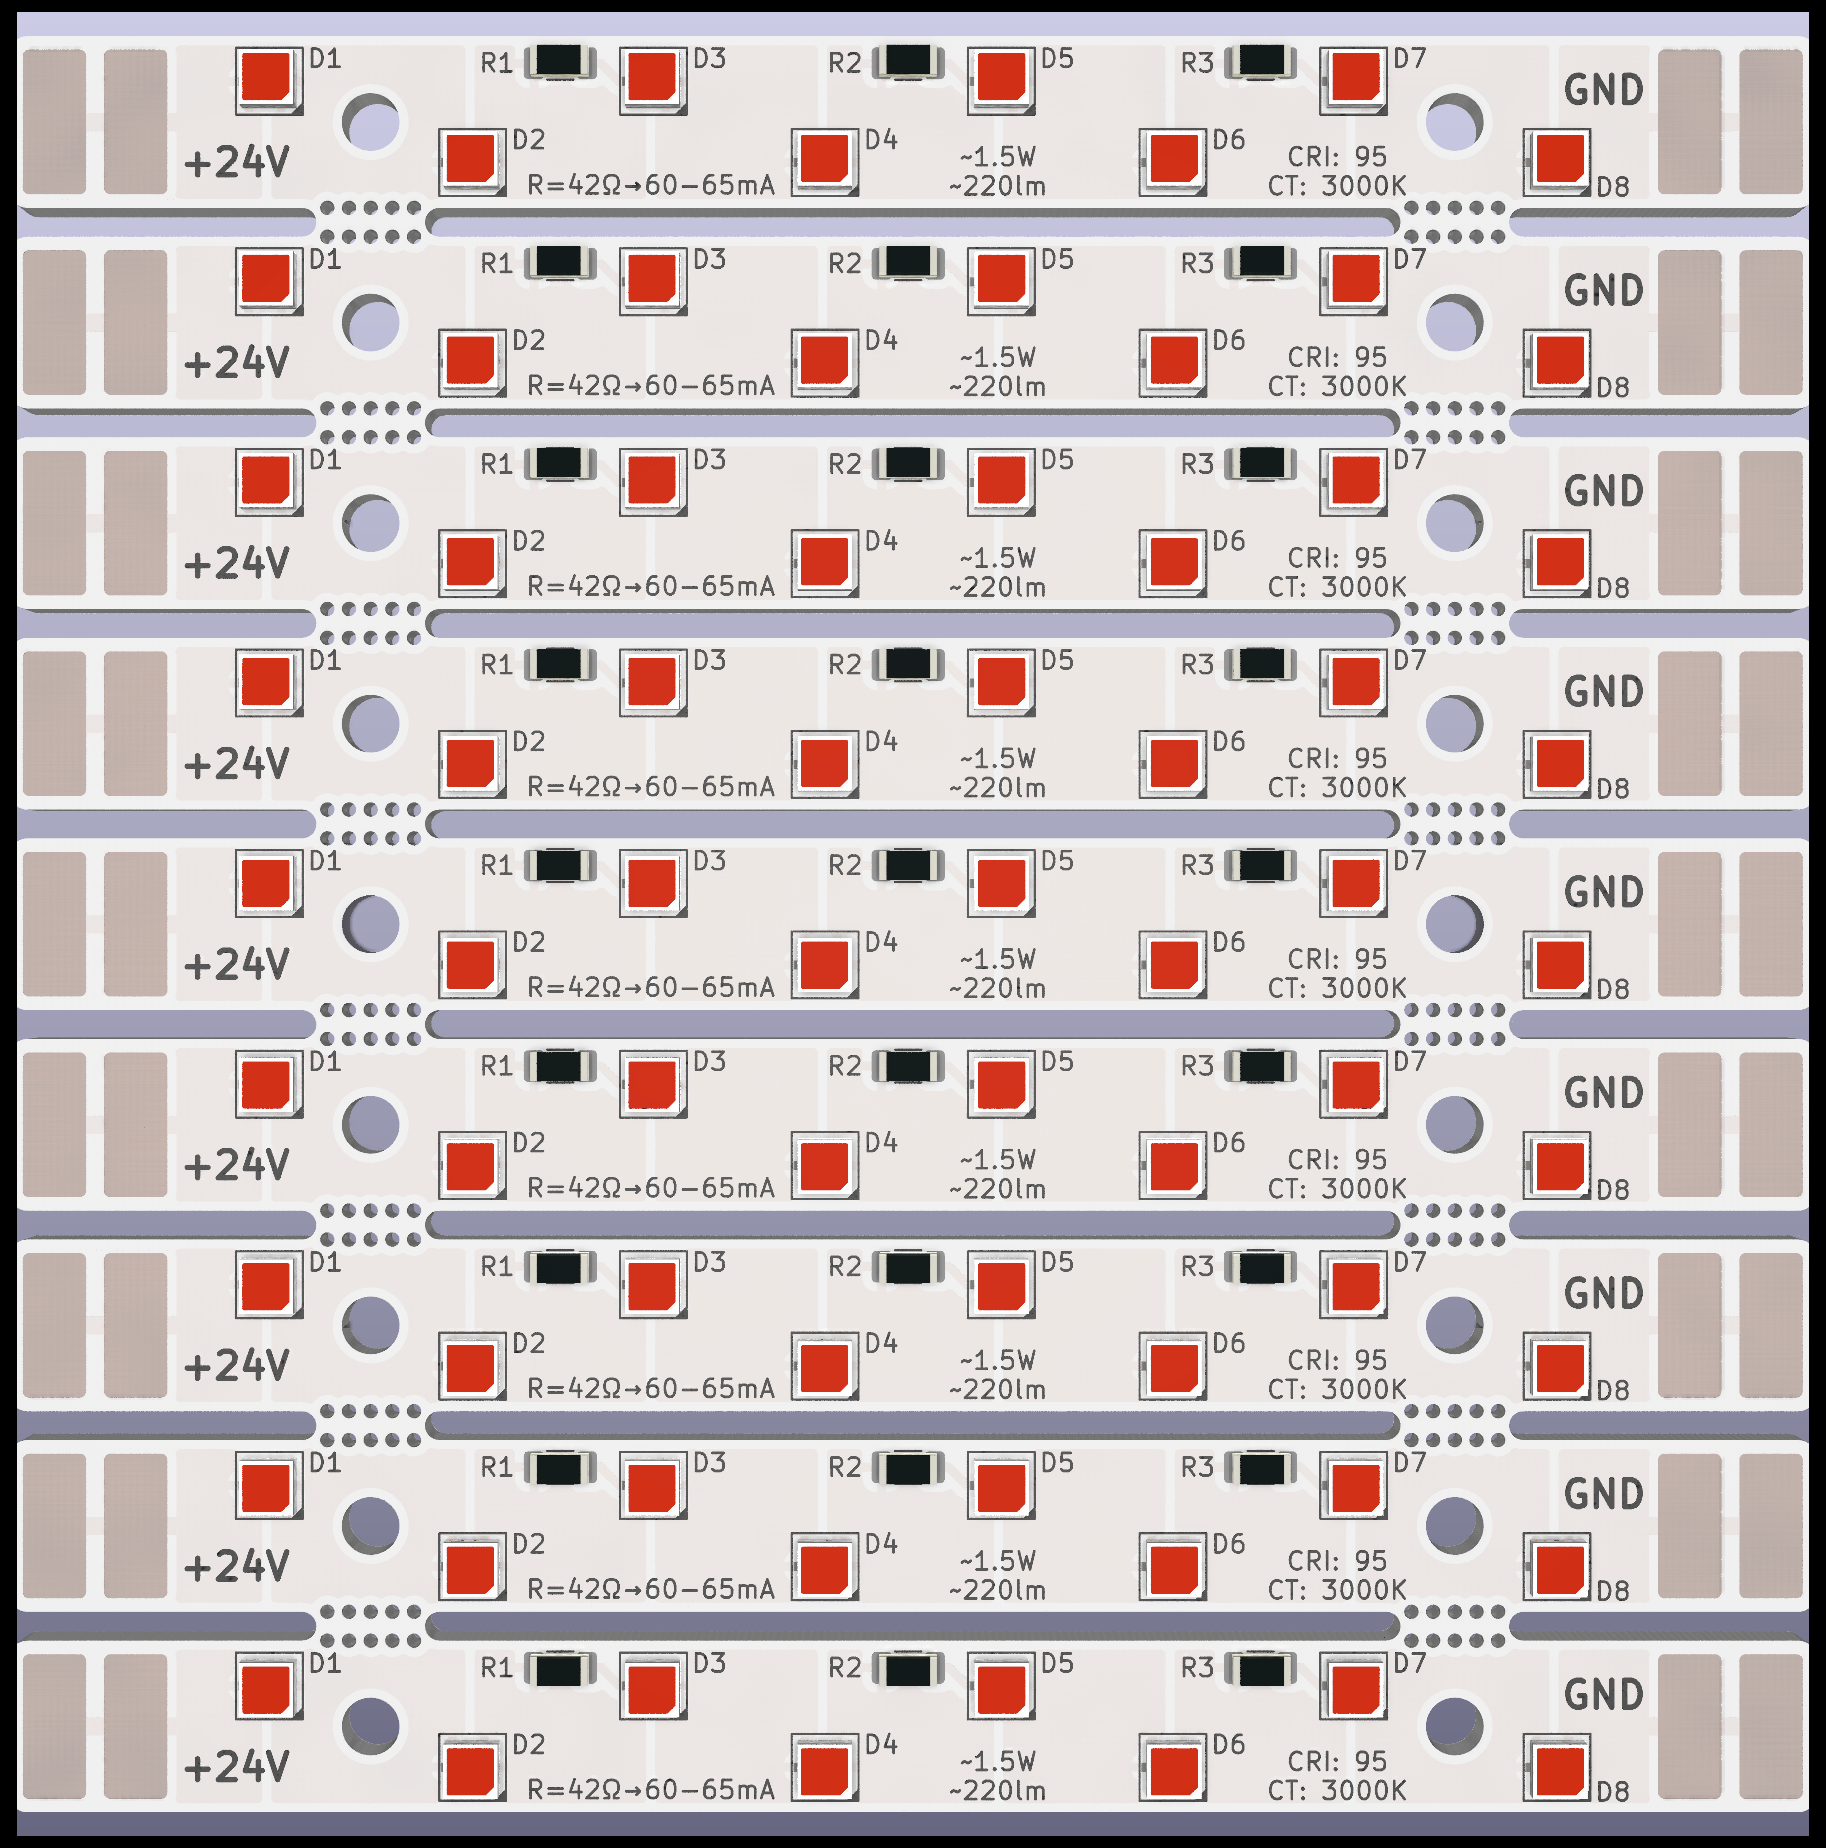 D1 R1 D3 R2 D5 R3 D7
GND
D2 D4 ~1.5W D6 CRI: 95
+24V R=42Ω→60−65mA ~220lm CT: 3000K D8
D1 R1 D3 R2 D5 R3 D7
GND
D2 D4 ~1.5W D6 CRI: 95
+24V R=42Ω→60−65mA ~220lm CT: 3000K D8
D1 R1 D3 R2 D5 R3 D7
GND
D2 D4 ~1.5W D6 CRI: 95
+24V R=42Ω→60−65mA ~220lm CT: 3000K D8
D1 R1 D3 R2 D5 R3 D7
GND
D2 D4 ~1.5W D6 CRI: 95
+24V R=42Ω→60−65mA ~220lm CT: 3000K D8
D1 R1 D3 R2 D5 R3 D7
GND
D2 D4 ~1.5W D6 CRI: 95
+24V R=42Ω→60−65mA ~220lm CT: 3000K D8
D1 R1 D3 R2 D5 R3 D7
GND
D2 D4 ~1.5W D6 CRI: 95
+24V R=42Ω→60−65mA ~220lm CT: 3000K D8
D1 R1 D3 R2 D5 R3 D7
GND
D2 D4 ~1.5W D6 CRI: 95
+24V R=42Ω→60−65mA ~220lm CT: 3000K D8
D1 R1 D3 R2 D5 R3 D7
GND
D2 D4 ~1.5W D6 CRI: 95
+24V R=42Ω→60−65mA ~220lm CT: 3000K D8
D1 R1 D3 R2 D5 R3 D7
GND
D2 D4 ~1.5W D6 CRI: 95
+24V R=42Ω→60−65mA ~220lm CT: 3000K D8